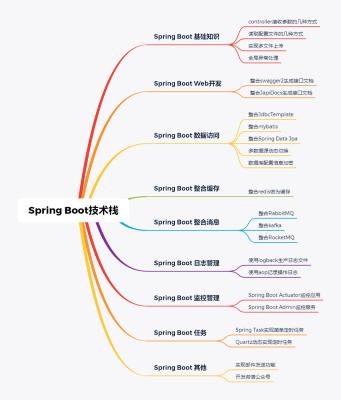 Spring Boot技术栈
Spring Boot 基础知识
controller接收参数的几种方式
读取配置文件的几种方式
实现多文件上传
全局异常处理
Spring Boot Web开发
整合swagger2生成接口文档
整合JapiDocs生成接口文档
Spring Boot 数据访问
整合JdbcTemplate
整合mybatis
整合Spring Data Jpa
多数据源动态切换
数据库配置信息加密
Spring Boot 整合缓存
整合redis做为缓存
Spring Boot 整合消息
整合RabbitMQ
整合kafka
整合RocketMQ
Spring Boot 日志管理
使用logback生产日志文件
使用aop记录操作日志
Spring Boot 监控管理
Spring Boot Actuator监控应用
Spring Boot Admin监控服务
Spring Boot 任务
Spring Task实现简单定时任务
Quartz动态实现定时任务
Spring Boot 其他
实现邮件发送功能
开发微信公众号